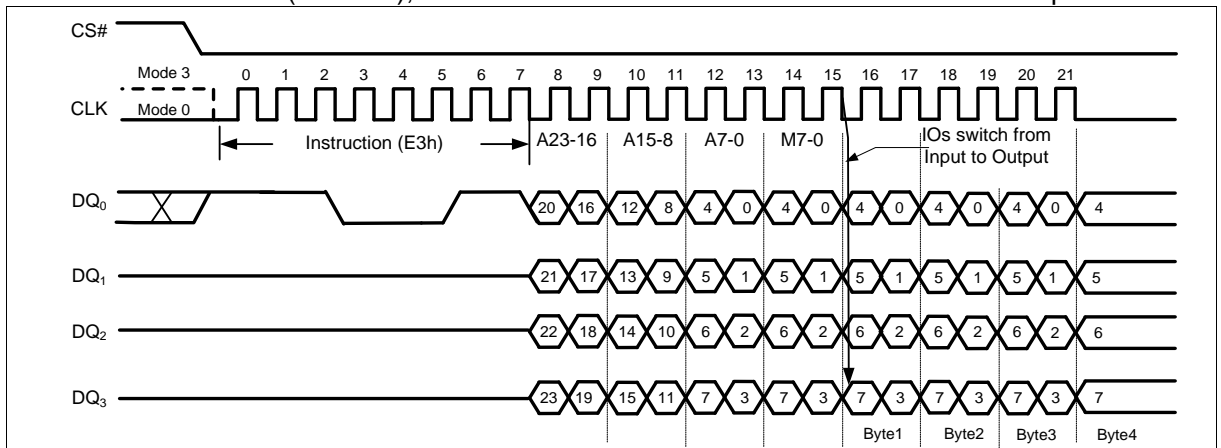 CS#
Mode 3
0 1 2 3 4 5 6 7 8 9 10 11 12 13 14 15 16 17 18 19 20 21
CLK
Mode 0
Instruction (E3h)
A23-16 A15-8 A7-0 M7-0
IOs switch from
Input to Output
DQ0 20 16 12 8 4 0 4 0 4 0 4 0 4 0 4
DQ1 21 17 13 9 5 1 5 1 5 1 5 1 5 1 5
DQ2 22 18 14 10 6 2 6 2 6 2 6 2 6 2 6
DQ3 23 19 15 11 7 3 7 3 7 3 7 3 7 3 7
Byte1 Byte2 Byte3 Byte4